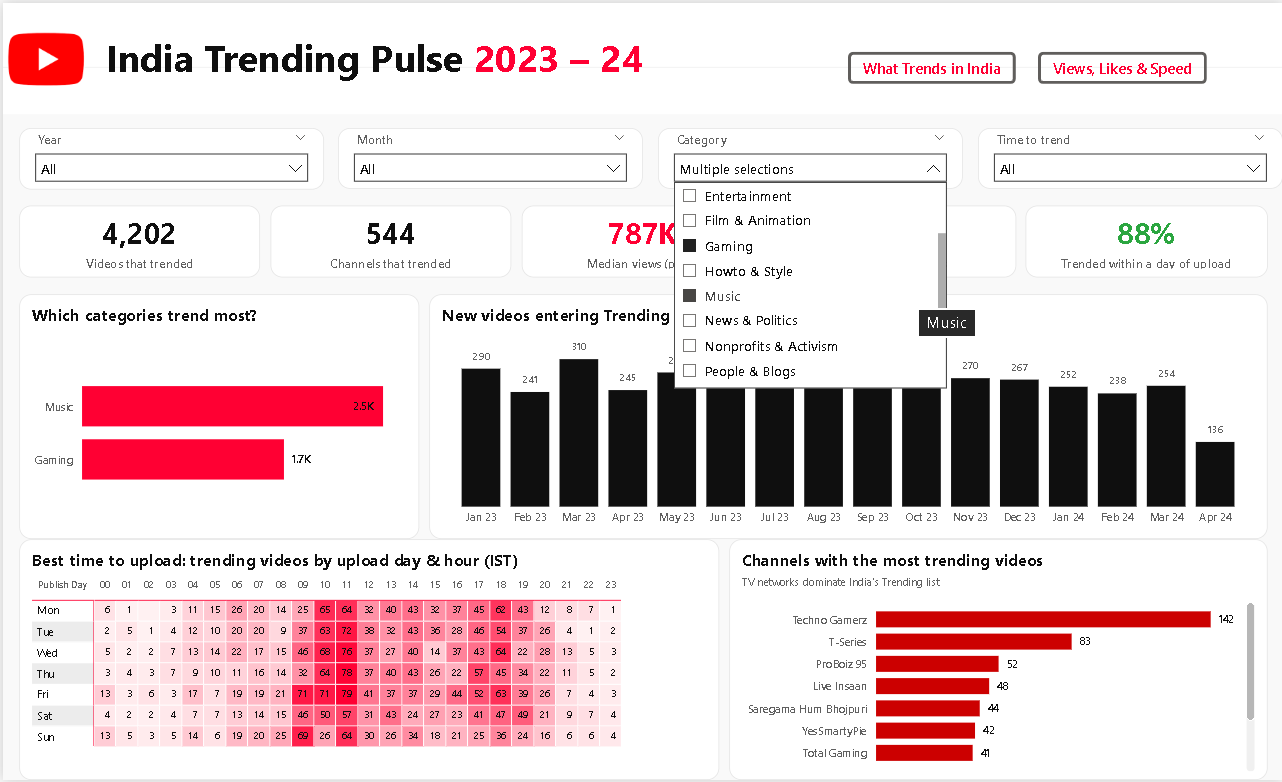 India Trending Pulse 2023 – 24
What Trends in India
Views, Likes & Speed
Year
All
Month
All
Category
Multiple selections
Entertainment
Film & Animation
Gaming
Howto & Style
Music
News & Politics
Nonprofits & Activism
People & Blogs
Music
Time to trend
All
4,202
Videos that trended
544
Channels that trended
787K
Median views
88%
Trended within a day of upload
Which categories trend most?
Music 2.5K
Gaming 1.7K
New videos entering Trending
290 241 310 245 270 267 252 238 254 136
Jan 23 Feb 23 Mar 23 Apr 23 May 23 Jun 23 Jul 23 Aug 23 Sep 23 Oct 23 Nov 23 Dec 23 Jan 24 Feb 24 Mar 24 Apr 24
Best time to upload: trending videos by upload day & hour (IST)
Publish Day 00 01 02 03 04 05 06 07 08 09 10 11 12 13 14 15 16 17 18 19 20 21 22 23
Mon 6 1 3 11 15 26 20 14 25 65 64 32 40 43 32 37 45 62 43 12 8 7 1
Tue 2 5 1 4 12 10 20 20 9 37 63 72 38 32 43 36 28 46 54 37 26 4 1 2
Wed 5 2 2 7 13 14 22 17 15 46 68 76 37 27 40 14 37 43 64 22 28 13 5 3
Thu 3 4 3 7 9 10 11 16 14 32 64 78 37 40 43 26 22 57 45 34 22 11 5 2
Fri 13 3 6 3 17 7 19 19 21 71 71 79 41 37 37 29 44 52 63 39 26 7 4 3
Sat 4 2 2 4 7 7 13 14 15 46 50 57 31 43 24 27 23 41 47 49 21 9 7 4
Sun 13 5 3 5 14 6 19 20 25 69 26 64 30 26 34 18 21 25 36 24 16 6 6 4
Channels with the most trending videos
TV networks dominate India's Trending list
Techno Gamerz 142
T-Series 83
ProBoiz 95 52
Live Insaan 48
Saregama Hum Bhojpuri 44
YesSmartyPie 42
Total Gaming 41